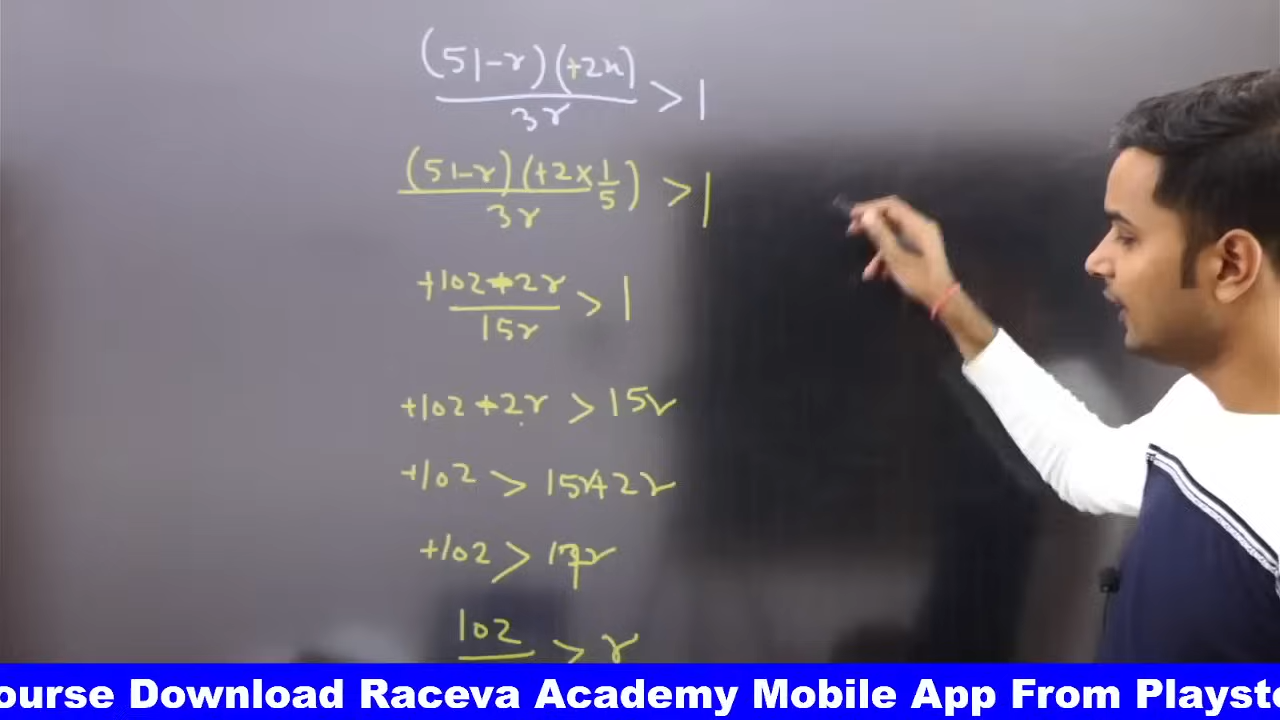 (51-r)(+2x)
3r > 1
(51-r)(+2x 1/5)
3r > 1
+102+2r
15r > 1
+102+2r > 15r
+102 > 15r+2r
+102 > 17r
102 > r
ourse Download Raceva Academy Mobile App From Playste